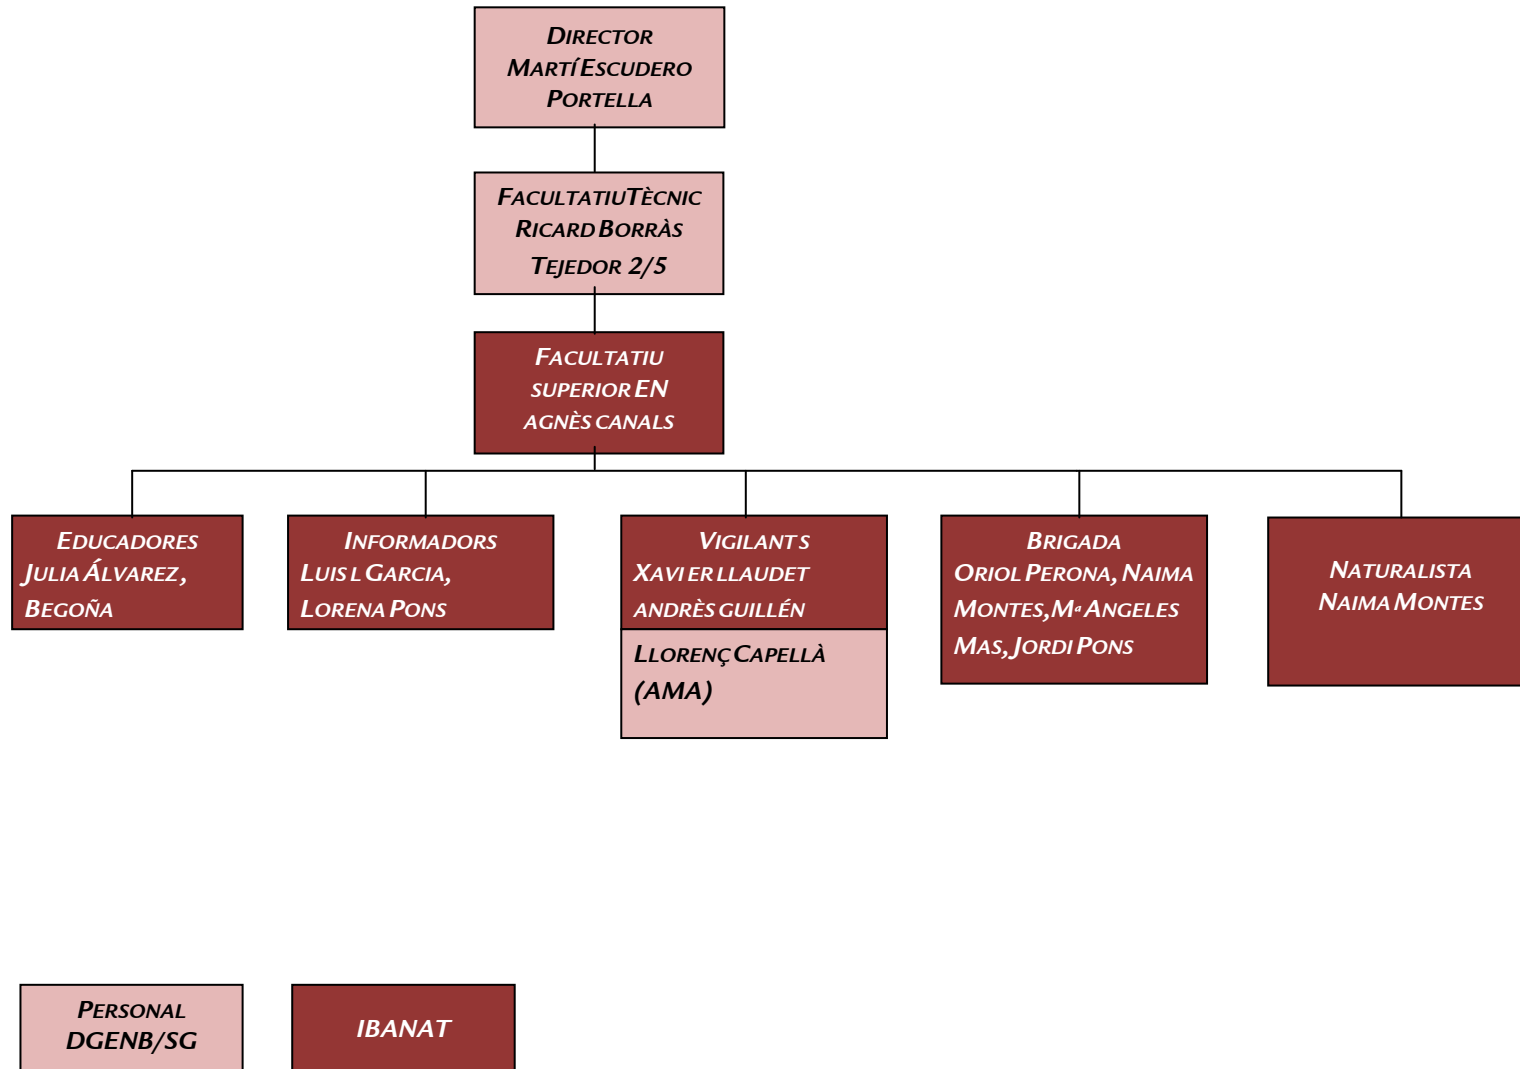 DIRECTOR
MARTÍ ESCUDERO
PORTELLA
FACULTATIU TÈCNIC
RICARD BORRÀS
TEJEDOR 2/5
FACULTATIU
SUPERIOR EN
AGNÈS CANALS
EDUCADORES
JULIA ÁLVAREZ,
BEGOÑA
INFORMADORS
LUIS L GARCIA,
LORENA PONS
VIGILANTS
XAVIER LLAUDET
ANDRÈS GUILLÉN
LLORENÇ CAPELLÀ
(AMA)
BRIGADA
ORIOL PERONA, NAIMA
MONTES, Mª ANGELES
MAS, JORDI PONS
NATURALISTA
NAIMA MONTES
PERSONAL
DGENB/SG
IBANAT